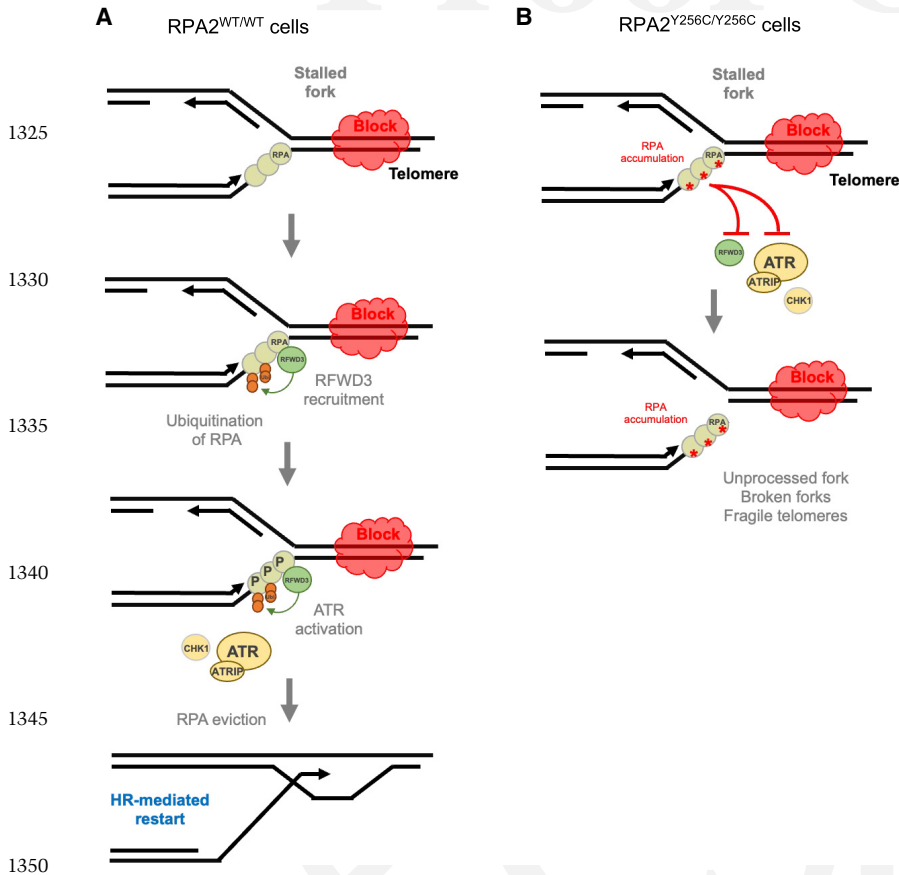 A
RPA2WT/WT cells
Stalled
fork
Block
RPA
Telomere
RPA
Block
RFWD3
RFWD3
recruitment
Ubiquitination
of RPA
Block
P
P
P
RFWD3
ATR
activation
CHK1
ATR
ATRIP
RPA eviction
HR-mediated
restart
B
RPA2Y256C/Y256C cells
Stalled
fork
Block
RPA
accumulation
RPA
*
*
*
Telomere
RFWD3
ATR
ATRIP
CHK1
Block
RPA
accumulation
RPA
*
*
*
Unprocessed fork
Broken forks
Fragile telomeres
1325
1330
1335
1340
1345
1350